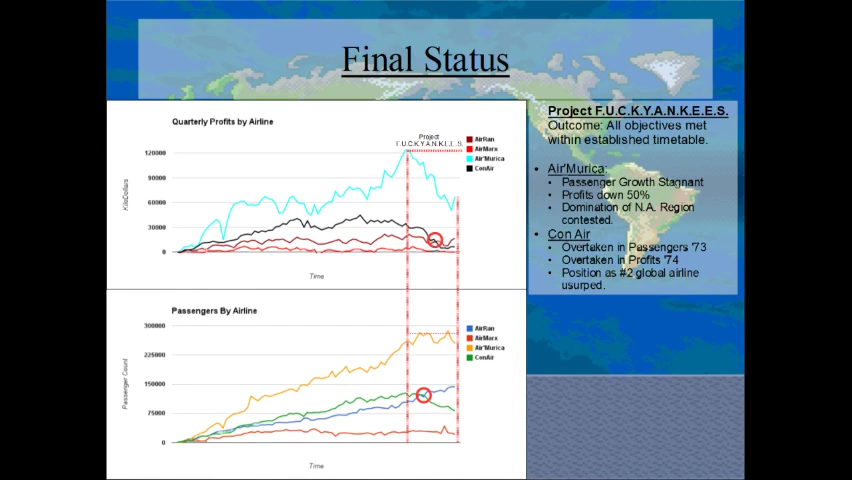 Final Status
Quarterly Profits by Airline
Project
F.U.C.K.Y.A.N.K.E.E.S.
AirRan
AirMarx
Air'Murica
ConAir
120000
90000
60000
30000
0
KiloDollars
Time
Project F.U.C.K.Y.A.N.K.E.E.S.
Outcome: All objectives met
within established timetable.
• Air'Murica:
• Passenger Growth Stagnant
• Profits down 50%
• Domination of N.A. Region
contested.
• Con Air
• Overtaken in Passengers '73
• Overtaken in Profits '74
• Position as #2 global airline
usurped.
Passengers By Airline
AirRan
AirMarx
Air'Murica
ConAir
300000
225000
150000
75000
0
Passenger Count
Time